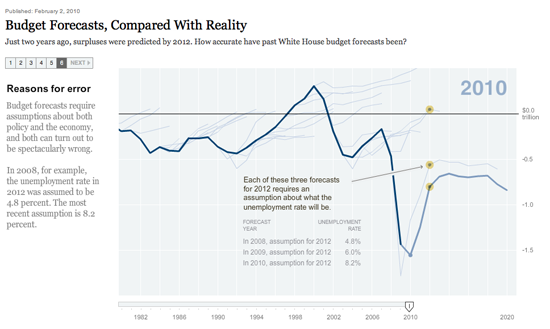 Published: February 2, 2010
Budget Forecasts, Compared With Reality
Just two years ago, surpluses were predicted by 2012. How accurate have past White House budget forecasts been?
1 2 3 4 5 6 NEXT >
Reasons for error
Budget forecasts require
assumptions about both
policy and the economy,
and both can turn out to
be spectacularly wrong.
In 2008, for example,
the unemployment rate in
2012 was assumed to be
4.8 percent. The most
recent assumption is 8.2
percent.
2010
$0.0
trillion
-0.5
-1.0
-1.5
Each of these three forecasts
for 2012 requires an
assumption about what the
unemployment rate will be.
FORECAST YEAR UNEMPLOYMENT RATE
In 2008, assumption for 2012 4.8%
In 2009, assumption for 2012 6.0%
In 2010, assumption for 2012 8.2%
1982 1986 1990 1994 1998 2002 2006 2010 2020